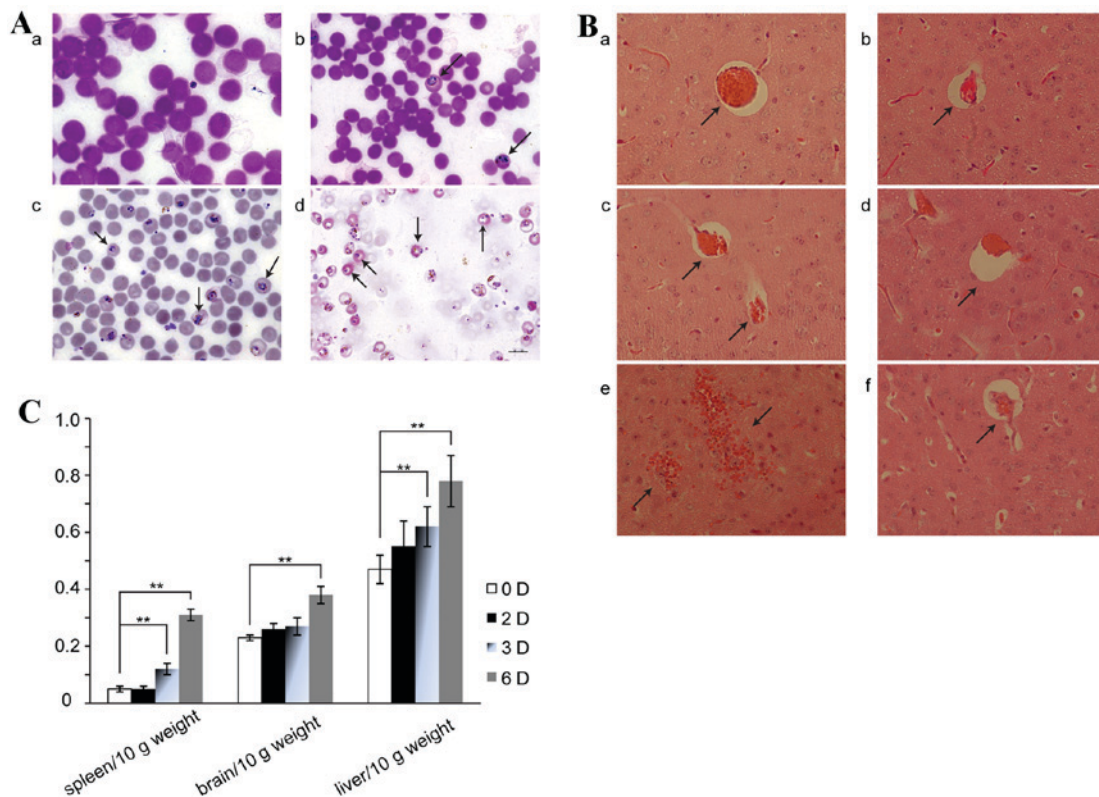 A
a
b
c
d
B
a
b
c
d
e
f
C
1.0
0.8
0.6
0.4
0.2
0
**
**
**
**
**
0 D
2 D
3 D
6 D
spleen/10 g weight
brain/10 g weight
liver/10 g weight